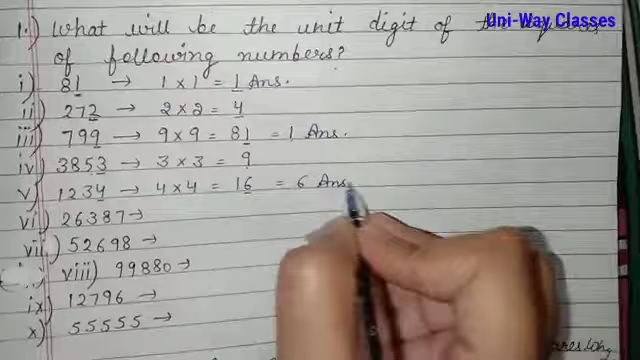 Uni-Way Classes
1.) What will be the unit digit of the
of following numbers?
i) 81 → 1 × 1 = 1 Ans.
ii) 272 → 2 × 2 = 4
iii) 799 → 9 × 9 = 81 = 1 Ans.
iv) 3853 → 3 × 3 = 9
v) 1234 → 4 × 4 = 16 = 6 Ans
vi) 26387 →
vii.) 52698 →
viii) 99880 →
ix) 12796 →
x) 55555 →